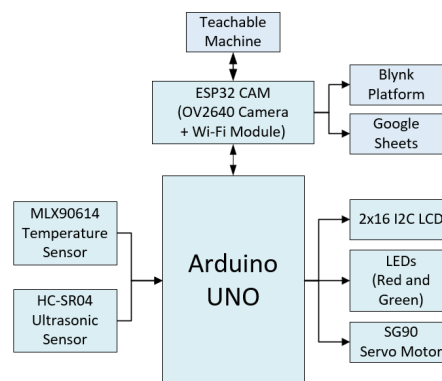 Teachable
Machine
ESP32 CAM
(OV2640 Camera
+ Wi-Fi Module)
Blynk
Platform
Google
Sheets
MLX90614
Temperature
Sensor
HC-SR04
Ultrasonic
Sensor
Arduino
UNO
2x16 I2C LCD
LEDs
(Red and
Green)
SG90
Servo Motor